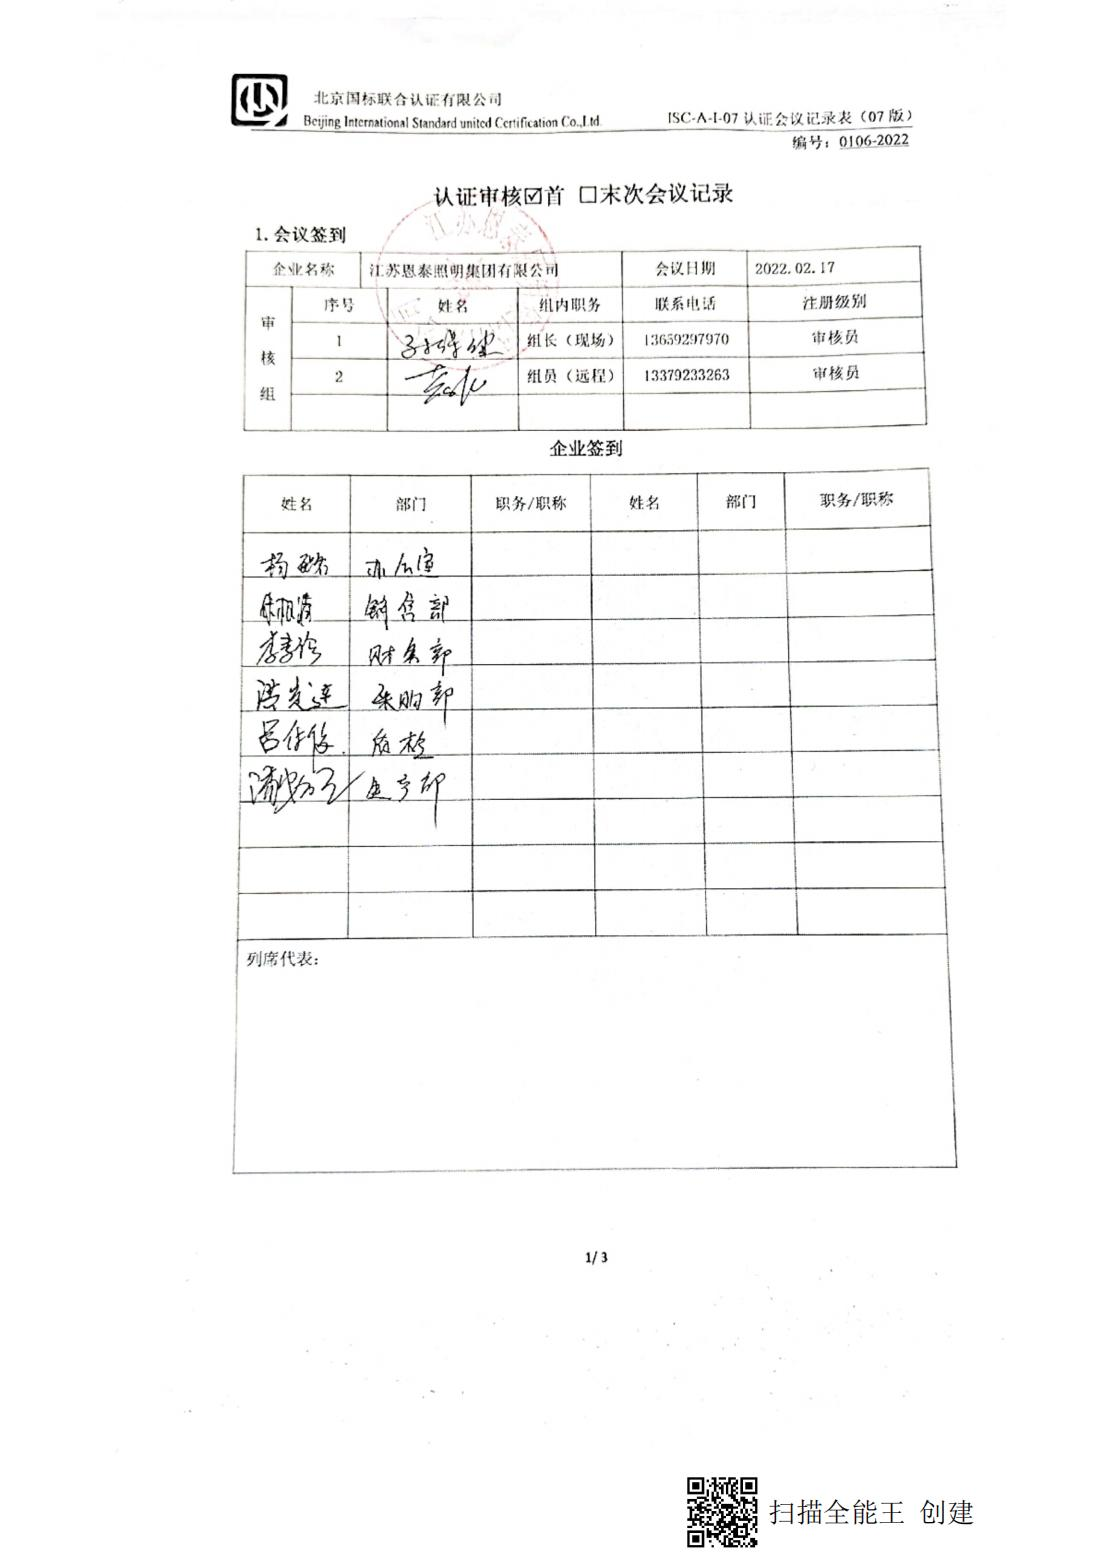 北京国标联合认证有限公司
Beijing International Standard united Certification Co.,Ltd.
ISC-A-I-07 认证会议记录表（07 版）
编号：0106-2022
认证审核☑首 □末次会议记录
1. 会议签到
企业名称 江苏恩泰照明集团有限公司 会议日期 2022.02.17
审核组 序号 姓名 组内职务 联系电话 注册级别
1 组长（现场） 13659297970 审核员
2 组员（远程） 13379233263 审核员
企业签到
姓名 部门 职务/职称 姓名 部门 职务/职称
办公室
销售部
财务部
采购部
质检
生产部
列席代表：
1/ 3
扫描全能王 创建